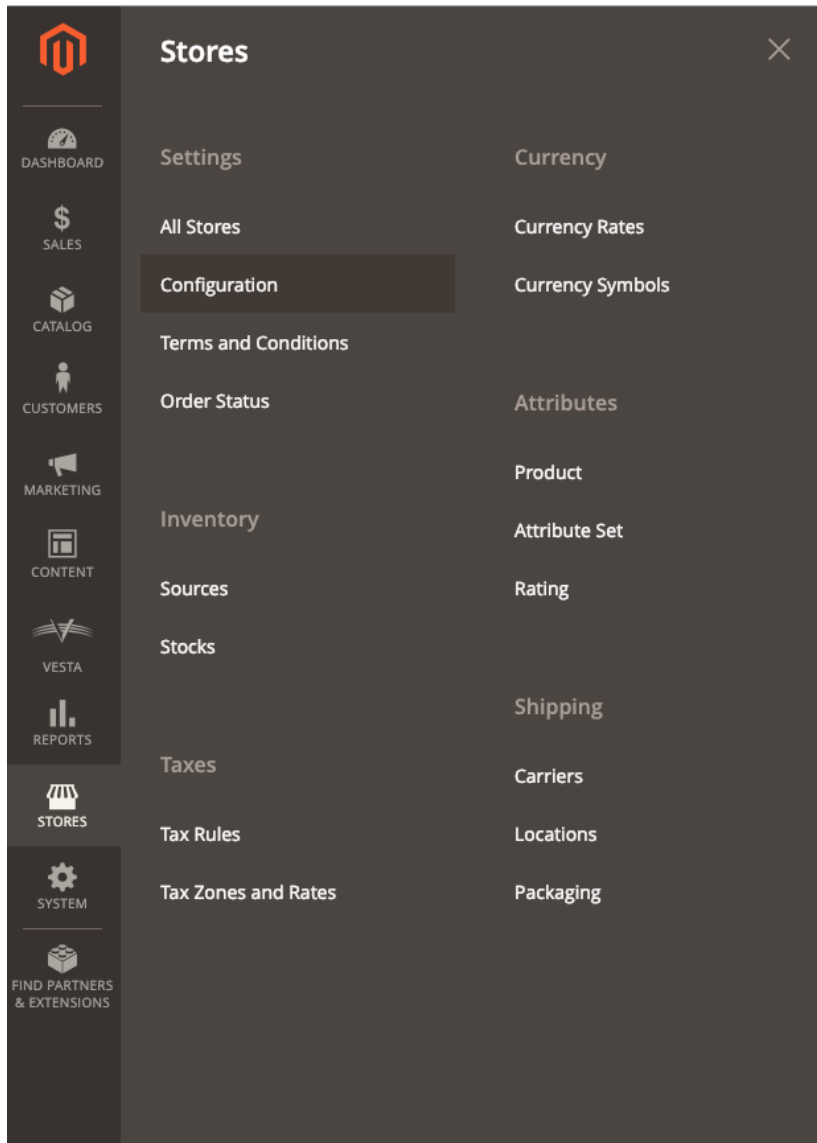 DASHBOARD
SALES
CATALOG
CUSTOMERS
MARKETING
CONTENT
VESTA
REPORTS
STORES
SYSTEM
FIND PARTNERS
& EXTENSIONS
Stores
Settings
All Stores
Configuration
Terms and Conditions
Order Status
Inventory
Sources
Stocks
Taxes
Tax Rules
Tax Zones and Rates
Currency
Currency Rates
Currency Symbols
Attributes
Product
Attribute Set
Rating
Shipping
Carriers
Locations
Packaging